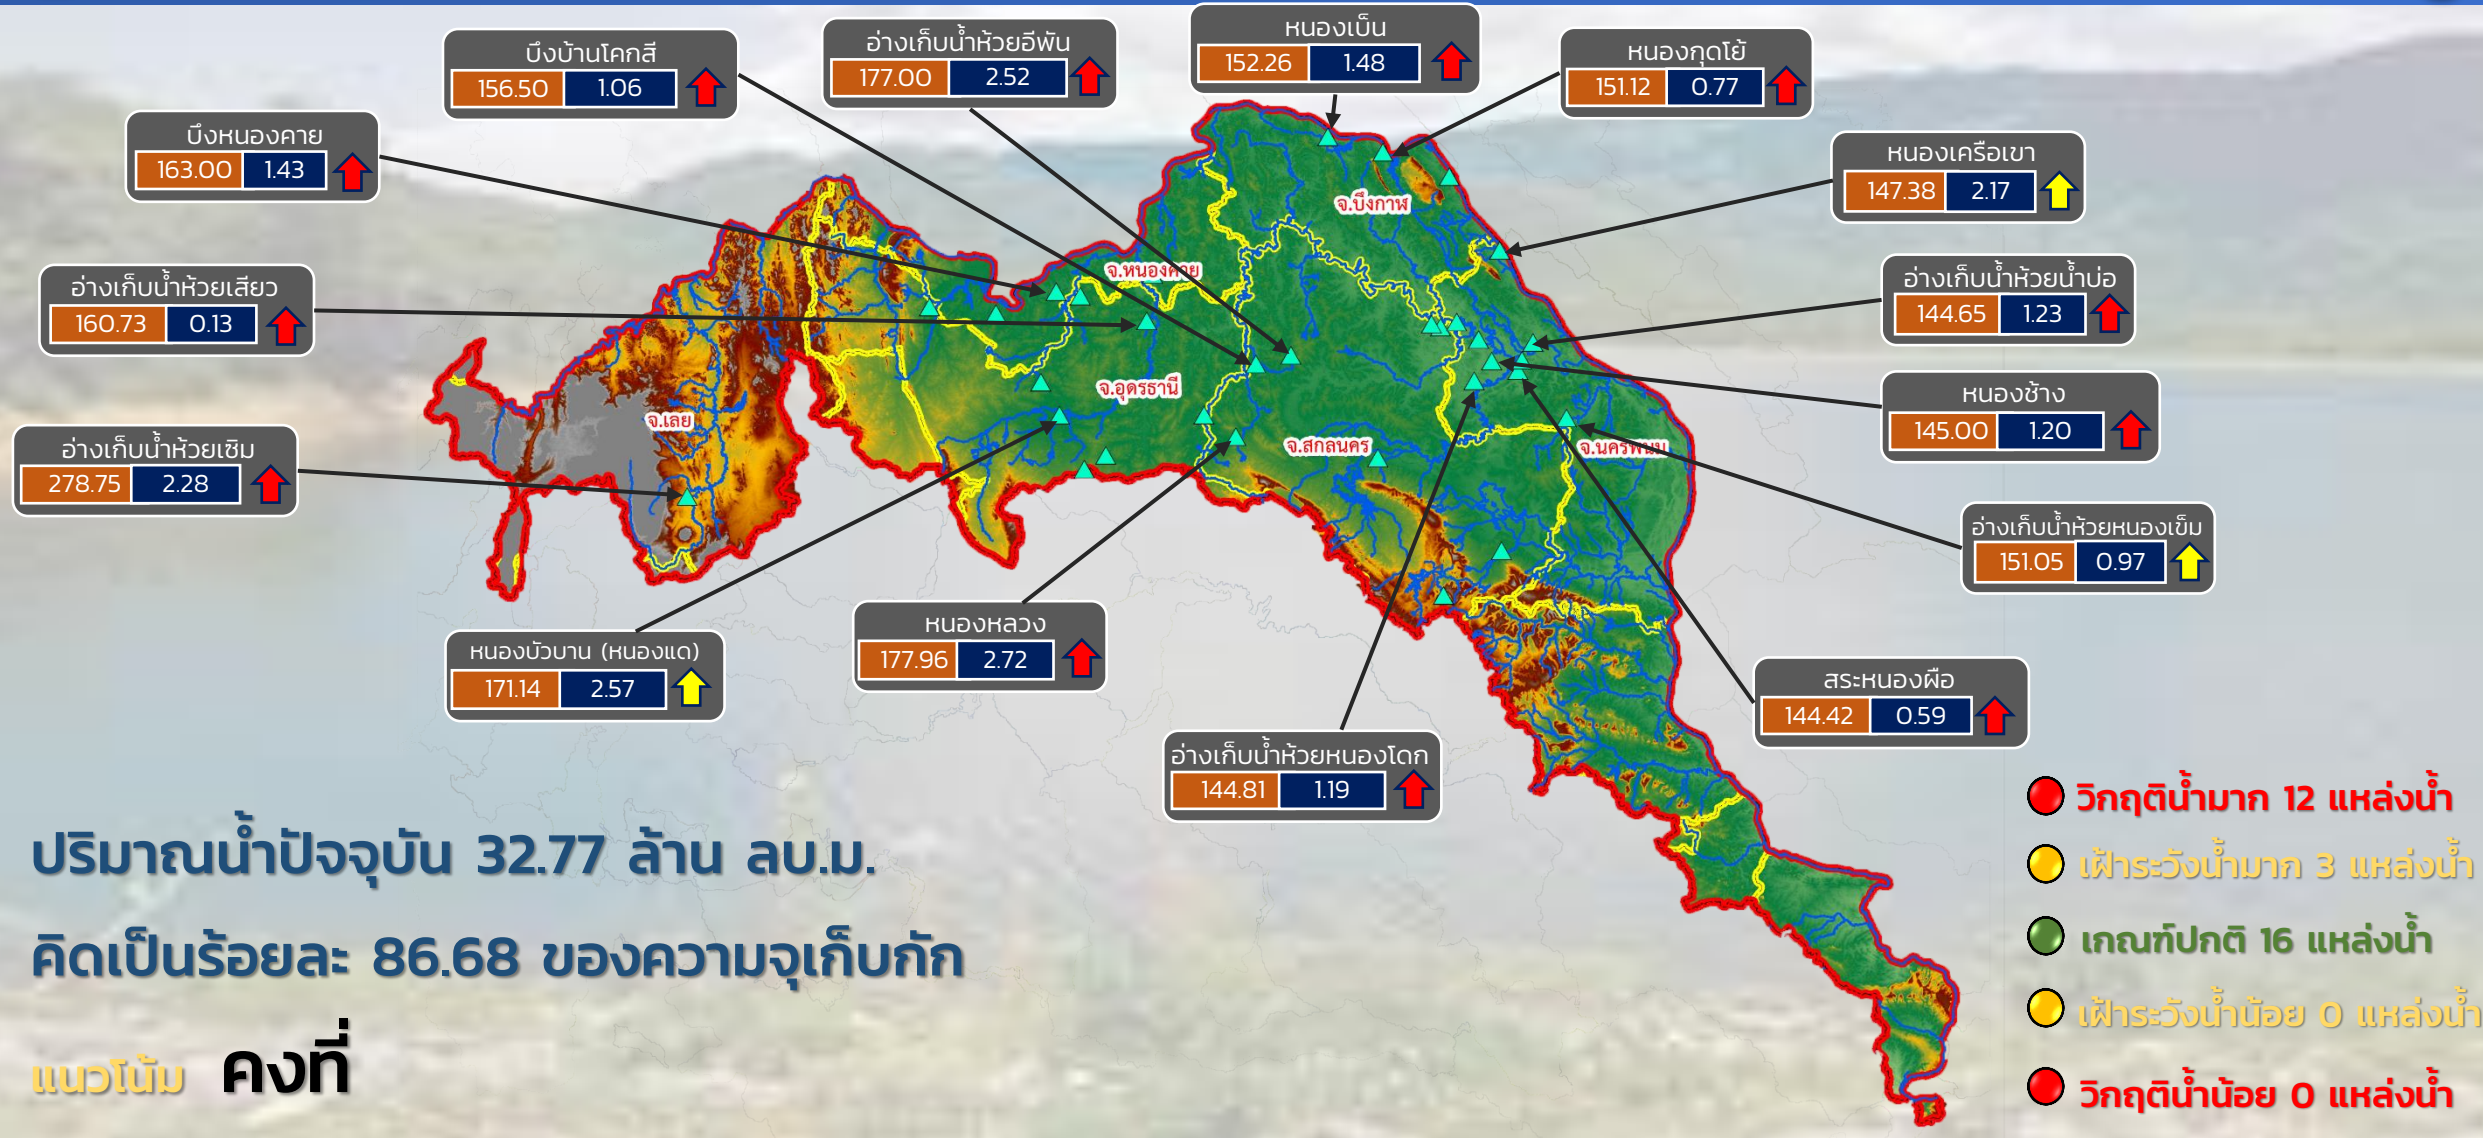 หนองเบ็น
152.26 1.48
บึงบ้านโคกสี
156.50 1.06
อ่างเก็บน้ำห้วยอีพัน
177.00 2.52
หนองกุดโย้
151.12 0.77
บึงหนองคาย
163.00 1.43
หนองเครือเขา
147.38 2.17
จ.บึงกาฬ
จ.หนองคาย
อ่างเก็บน้ำห้วยเสียว
160.73 0.13
อ่างเก็บน้ำห้วยน้ำบ่อ
144.65 1.23
จ.อุดรธานี
จ.เลย
จ.สกลนคร
จ.นครพนม
หนองช้าง
145.00 1.20
อ่างเก็บน้ำห้วยเซิม
278.75 2.28
อ่างเก็บน้ำห้วยหนองเข็ม
151.05 0.97
หนองบัวบาน (หนองแด)
171.14 2.57
หนองหลวง
177.96 2.72
สระหนองผือ
144.42 0.59
อ่างเก็บน้ำห้วยหนองโดก
144.81 1.19
ปริมาณน้ำปัจจุบัน 32.77 ล้าน ลบ.ม.
คิดเป็นร้อยละ 86.68 ของความจุเก็บกัก
แนวโน้ม คงที่
วิกฤติน้ำมาก 12 แหล่งน้ำ
เฝ้าระวังน้ำมาก 3 แหล่งน้ำ
เกณฑ์ปกติ 16 แหล่งน้ำ
เฝ้าระวังน้ำน้อย 0 แหล่งน้ำ
วิกฤติน้ำน้อย 0 แหล่งน้ำ